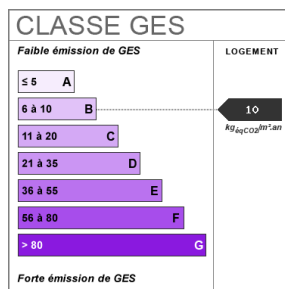 CLASSE GES
Faible émission de GES
LOGEMENT
≤ 5 A
6 à 10 B
10
kgéqCO2/m².an
11 à 20 C
21 à 35 D
36 à 55 E
56 à 80 F
> 80 G
Forte émission de GES